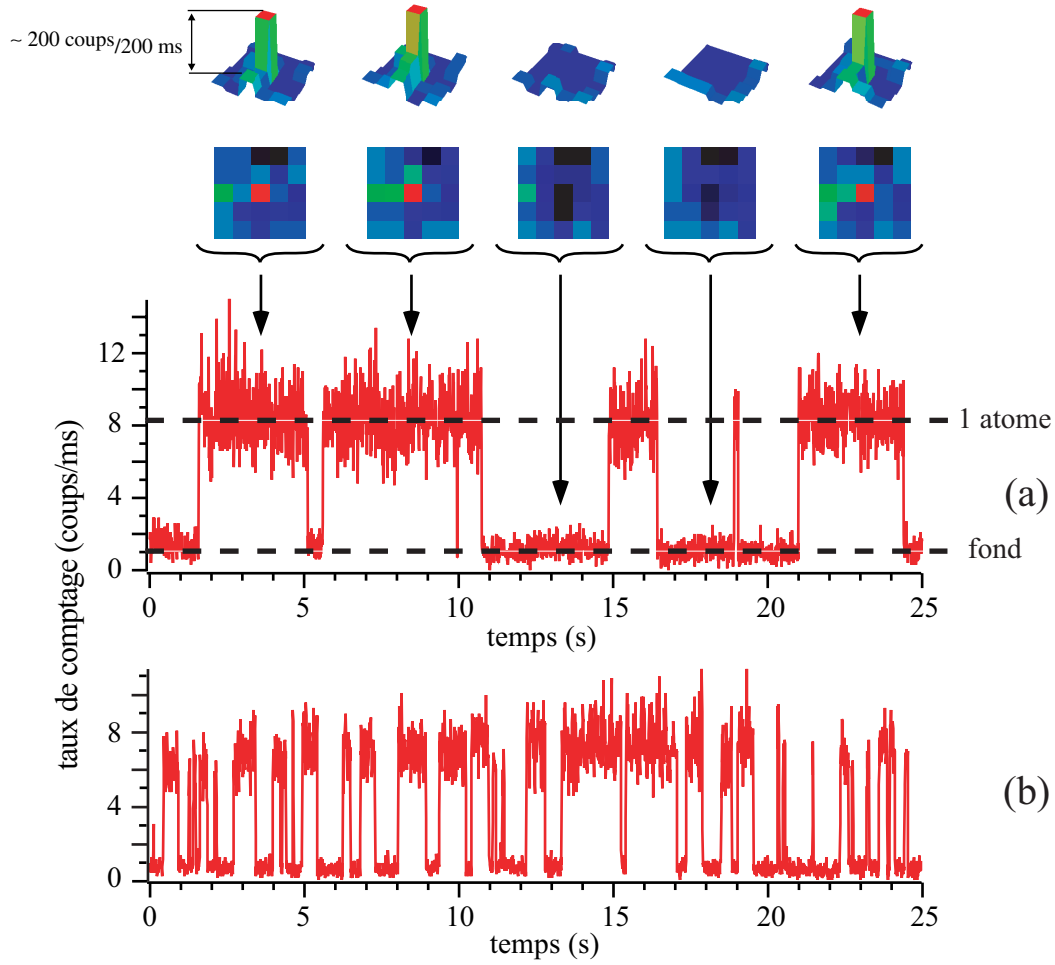 ~ 200 coups/200 ms
12
8
4
0
1 atome
fond
(a)
0 5 10 15 20 25
temps (s)
taux de comptage (coups/ms)
8
4
0
(b)
0 5 10 15 20 25
temps (s)